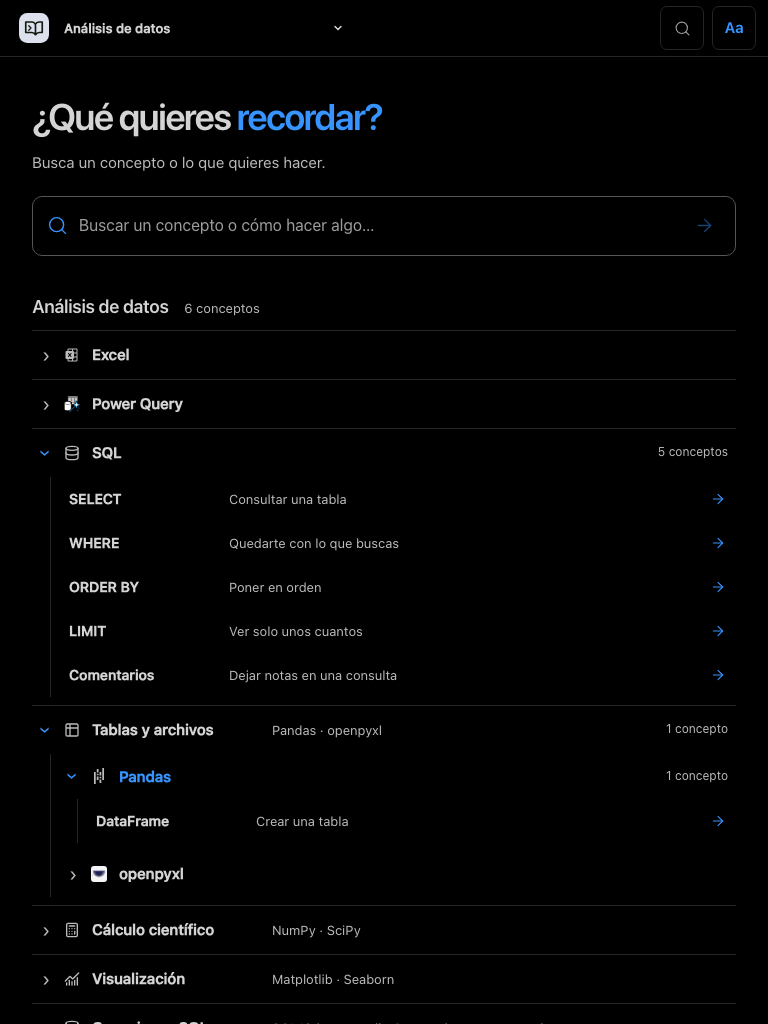 Análisis de datos
Aa
¿Qué quieres recordar?
Busca un concepto o lo que quieres hacer.
Buscar un concepto o cómo hacer algo...
Análisis de datos 6 conceptos
Excel
Power Query
SQL 5 conceptos
SELECT Consultar una tabla
WHERE Quedarte con lo que buscas
ORDER BY Poner en orden
LIMIT Ver solo unos cuantos
Comentarios Dejar notas en una consulta
Tablas y archivos Pandas · openpyxl 1 concepto
Pandas 1 concepto
DataFrame Crear una tabla
openpyxl
Cálculo científico NumPy · SciPy
Visualización Matplotlib · Seaborn